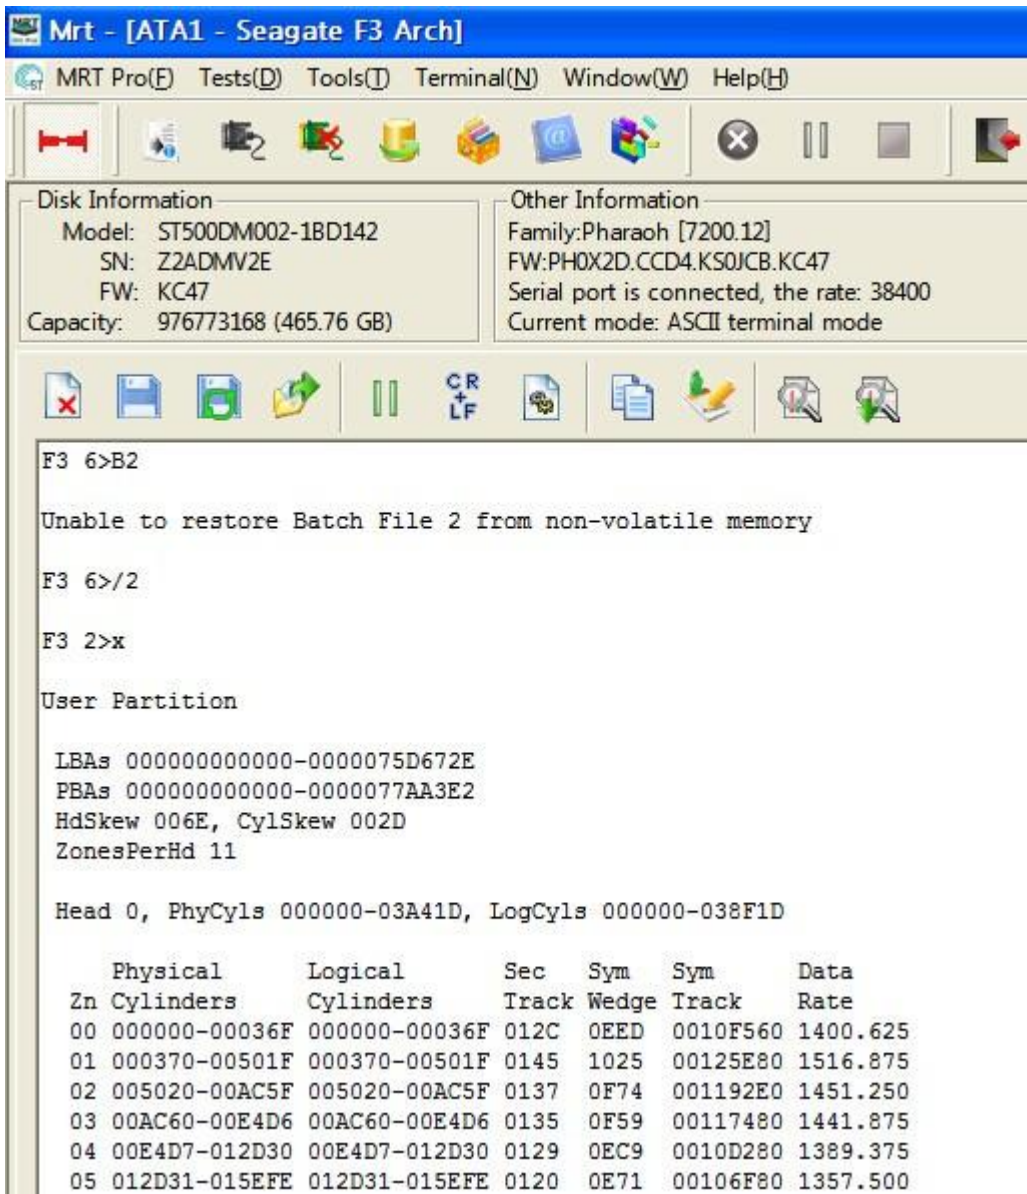 Mrt - [ATA1 - Seagate F3 Arch]
MRT Pro(F) Tests(D) Tools(T) Terminal(N) Window(W) Help(H)
Disk Information
Model: ST500DM002-1BD142
SN: Z2ADMV2E
FW: KC47
Capacity: 976773168 (465.76 GB)
Other Information
Family:Pharaoh [7200.12]
FW:PH0X2D.CCD4.KS0JCB.KC47
Serial port is connected, the rate: 38400
Current mode: ASCII terminal mode
CR
+
LF
F3 6>B2
Unable to restore Batch File 2 from non-volatile memory
F3 6>/2
F3 2>x
User Partition
LBAs 000000000000-0000075D672E
PBAs 000000000000-0000077AA3E2
HdSkew 006E, CylSkew 002D
ZonesPerHd 11
Head 0, PhyCyls 000000-03A41D, LogCyls 000000-038F1D
Physical Logical Sec Sym Sym Data
Zn Cylinders Cylinders Track Wedge Track Rate
00 000000-00036F 000000-00036F 012C 0EED 0010F560 1400.625
01 000370-00501F 000370-00501F 0145 1025 00125E80 1516.875
02 005020-00AC5F 005020-00AC5F 0137 0F74 001192E0 1451.250
03 00AC60-00E4D6 00AC60-00E4D6 0135 0F59 00117480 1441.875
04 00E4D7-012D30 00E4D7-012D30 0129 0EC9 0010D280 1389.375
05 012D31-015EFE 012D31-015EFE 0120 0E71 00106F80 1357.500